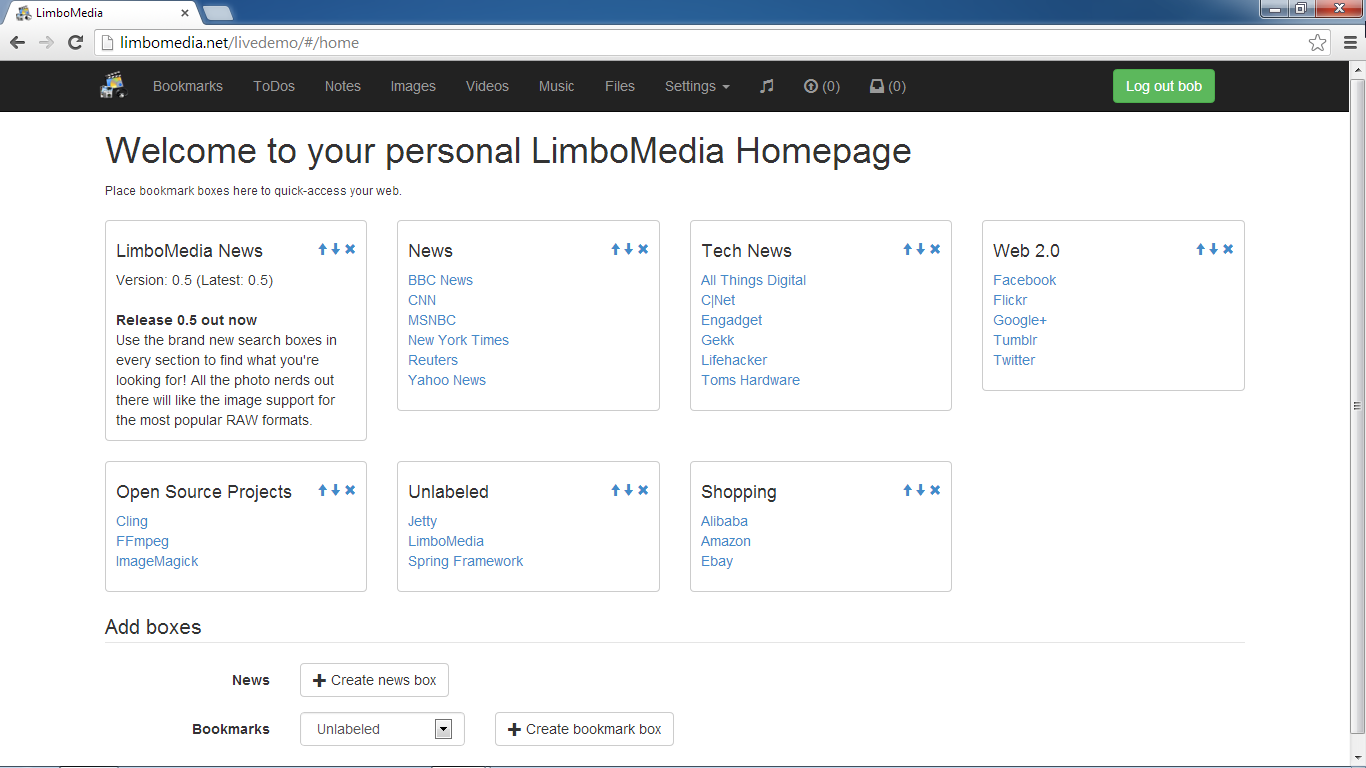 LimboMedia
limbomedia.net/livedemo/#/home
Bookmarks ToDos Notes Images Videos Music Files Settings (0) (0) Log out bob
Welcome to your personal LimboMedia Homepage
Place bookmark boxes here to quick-access your web.
LimboMedia News
Version: 0.5 (Latest: 0.5)
Release 0.5 out now
Use the brand new search boxes in
every section to find what you're
looking for! All the photo nerds out
there will like the image support for
the most popular RAW formats.
News
BBC News
CNN
MSNBC
New York Times
Reuters
Yahoo News
Tech News
All Things Digital
C|Net
Engadget
Gekk
Lifehacker
Toms Hardware
Web 2.0
Facebook
Flickr
Google+
Tumblr
Twitter
Open Source Projects
Cling
FFmpeg
ImageMagick
Unlabeled
Jetty
LimboMedia
Spring Framework
Shopping
Alibaba
Amazon
Ebay
Add boxes
News Create news box
Bookmarks Unlabeled Create bookmark box